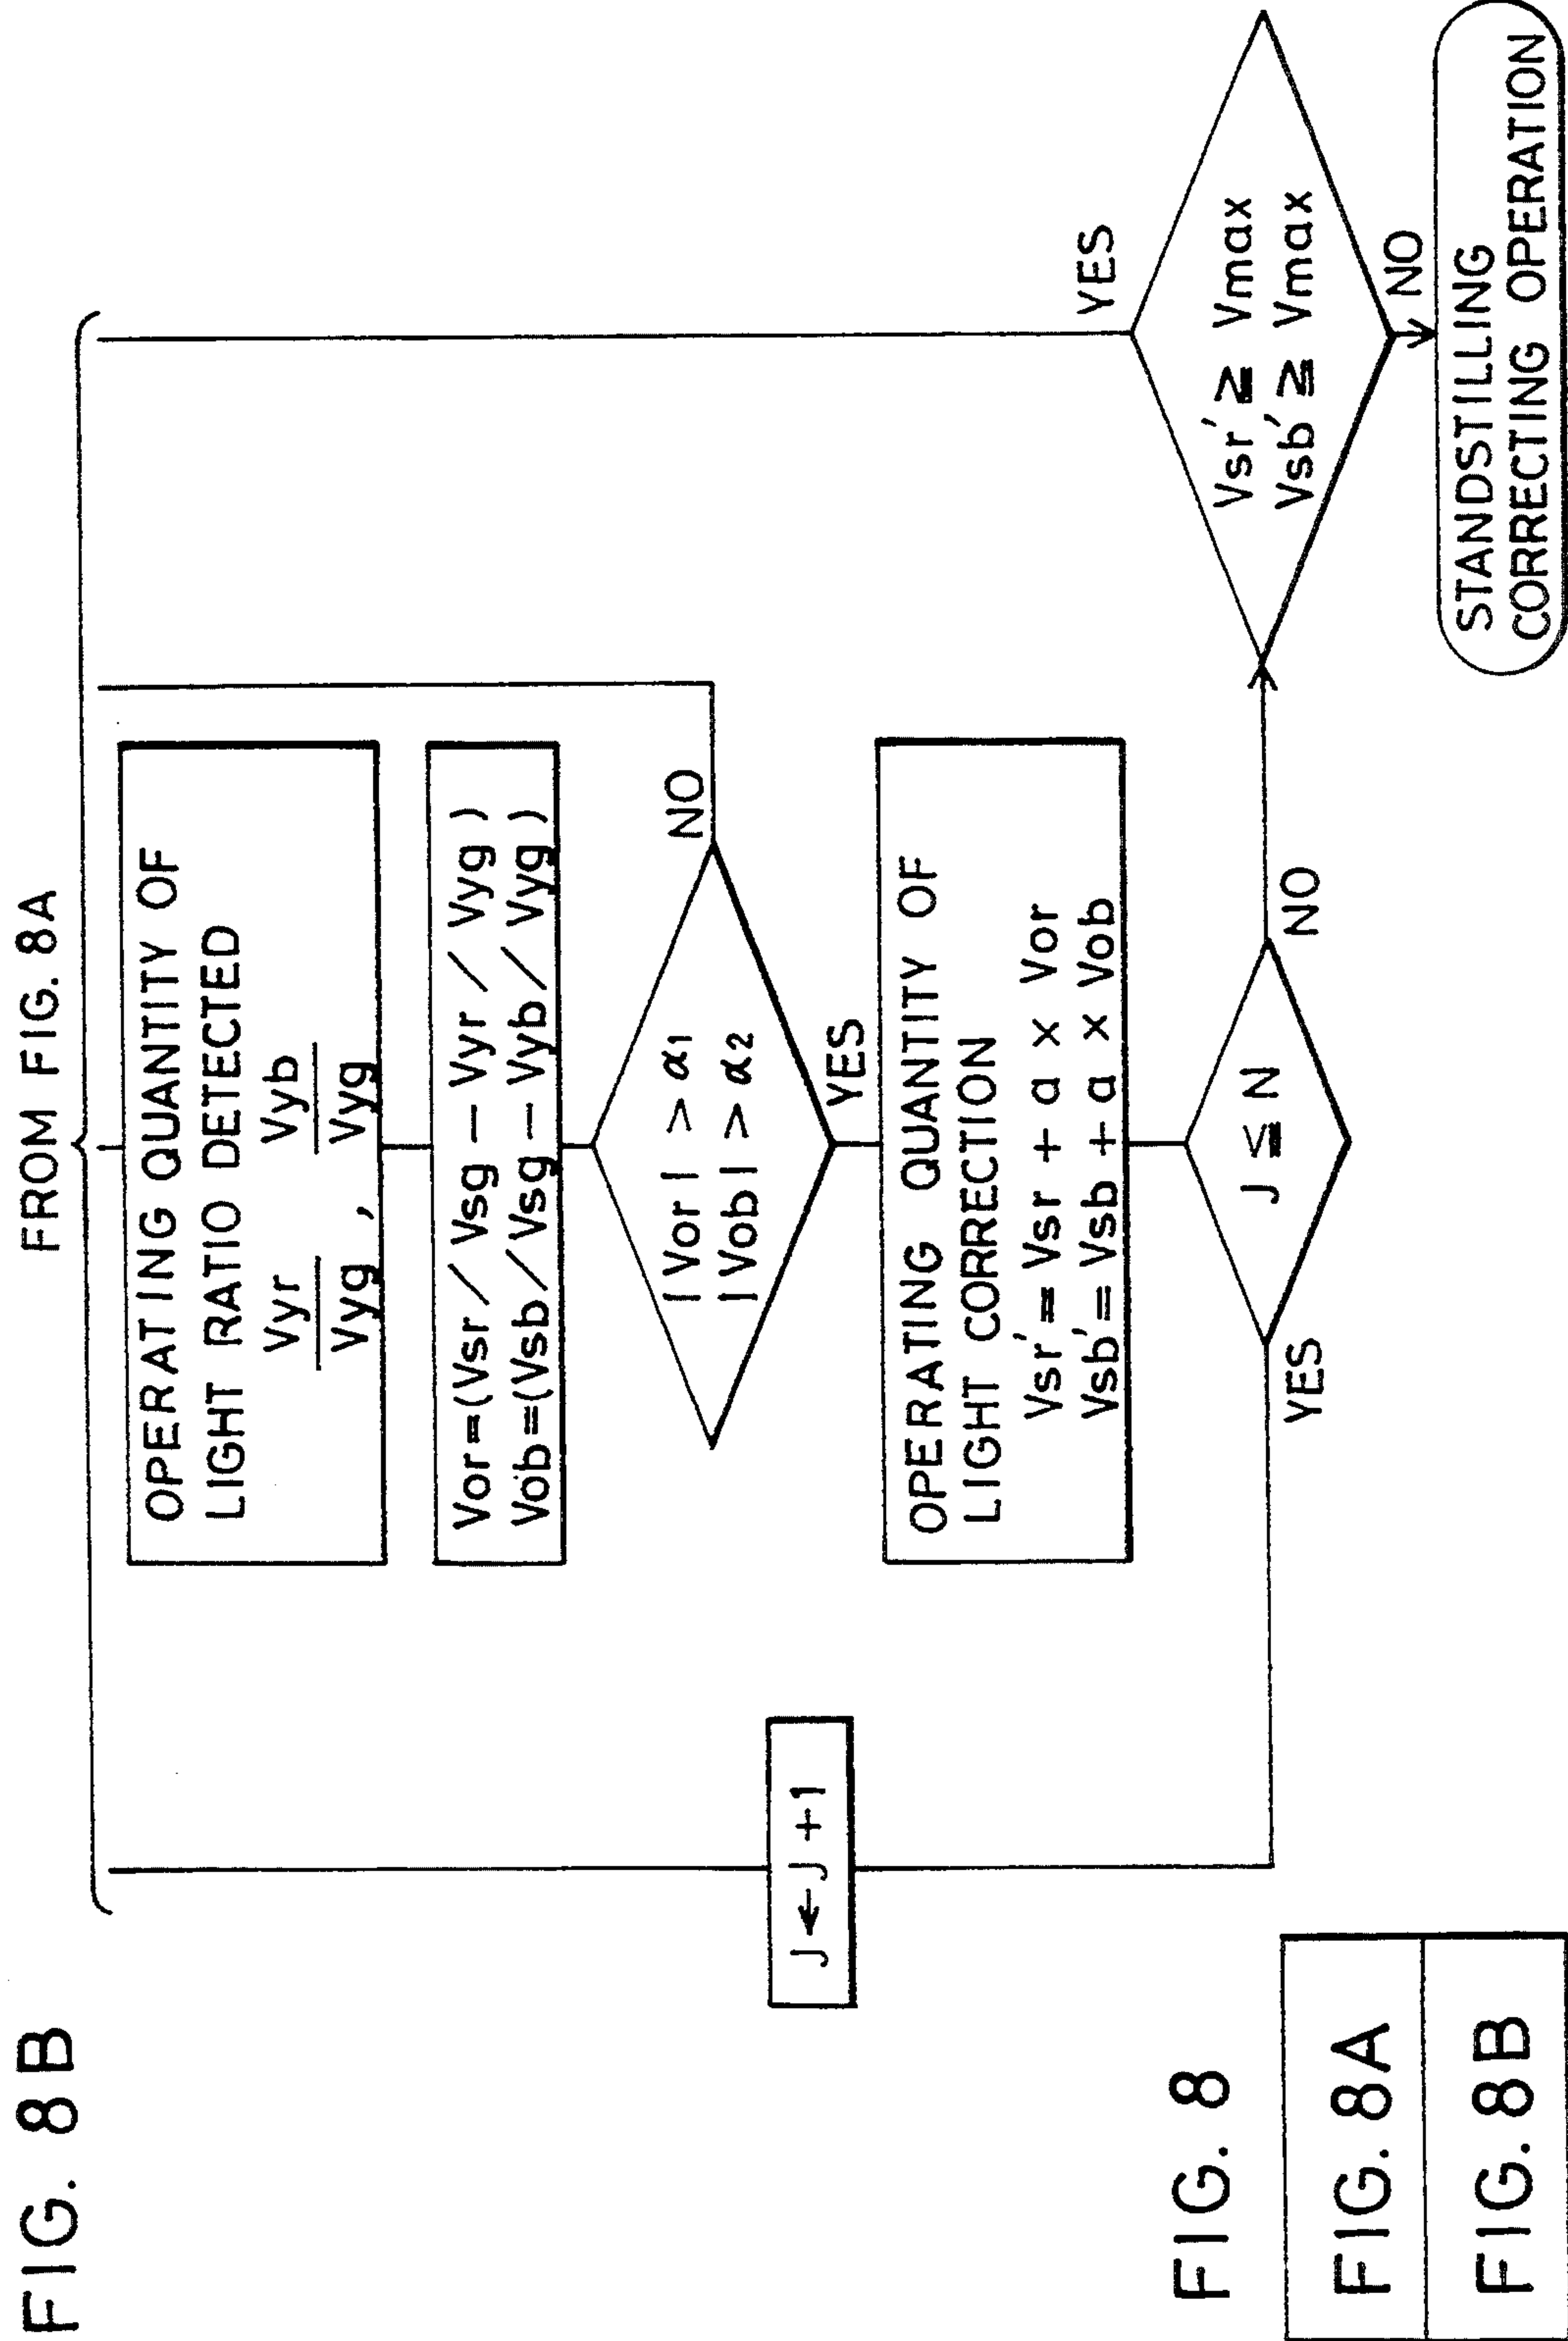 FIG. 8B
FROM FIG. 8A
OPERATING QUANTITY OF
LIGHT RATIO DETECTED
Vyr / Vyg , Vyb / Vyg
Vor=(Vsr / Vsg − Vyr / Vyg )
Vob=(Vsb/Vsg − Vyb/ Vyg )
| Vor | > α1
| Vob | > α2
NO
YES
OPERATING QUANTITY OF
LIGHT CORRECTION
Vsr′= Vsr + a x Vor
Vsb′= Vsb + a x Vob
J ← J +1
J ≦ N
YES
NO
YES
Vsr′ ≧ Vmax
Vsb′ ≧ Vmax
NO
STANDSTILLING
CORRECTING OPERATION
FIG. 8
FIG. 8A
FIG. 8B